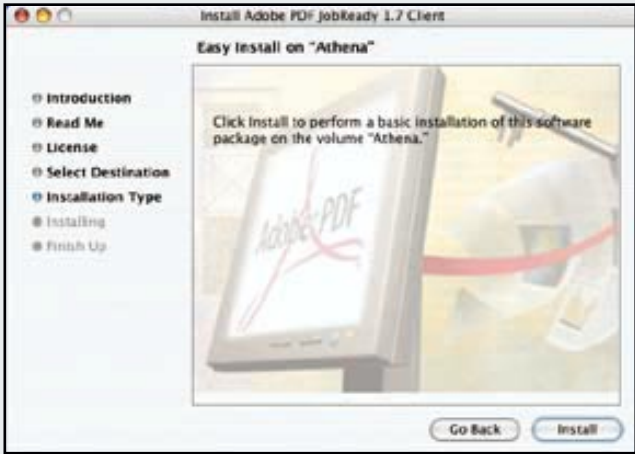 Install Adobe PDF JobReady 1.7 Client
Easy Install on "Athena"
Introduction
Read Me
License
Select Destination
Installation Type
Installing
Finish Up
Click Install to perform a basic installation of this software
package on the volume "Athena."
Adobe PDF
Go Back
Install